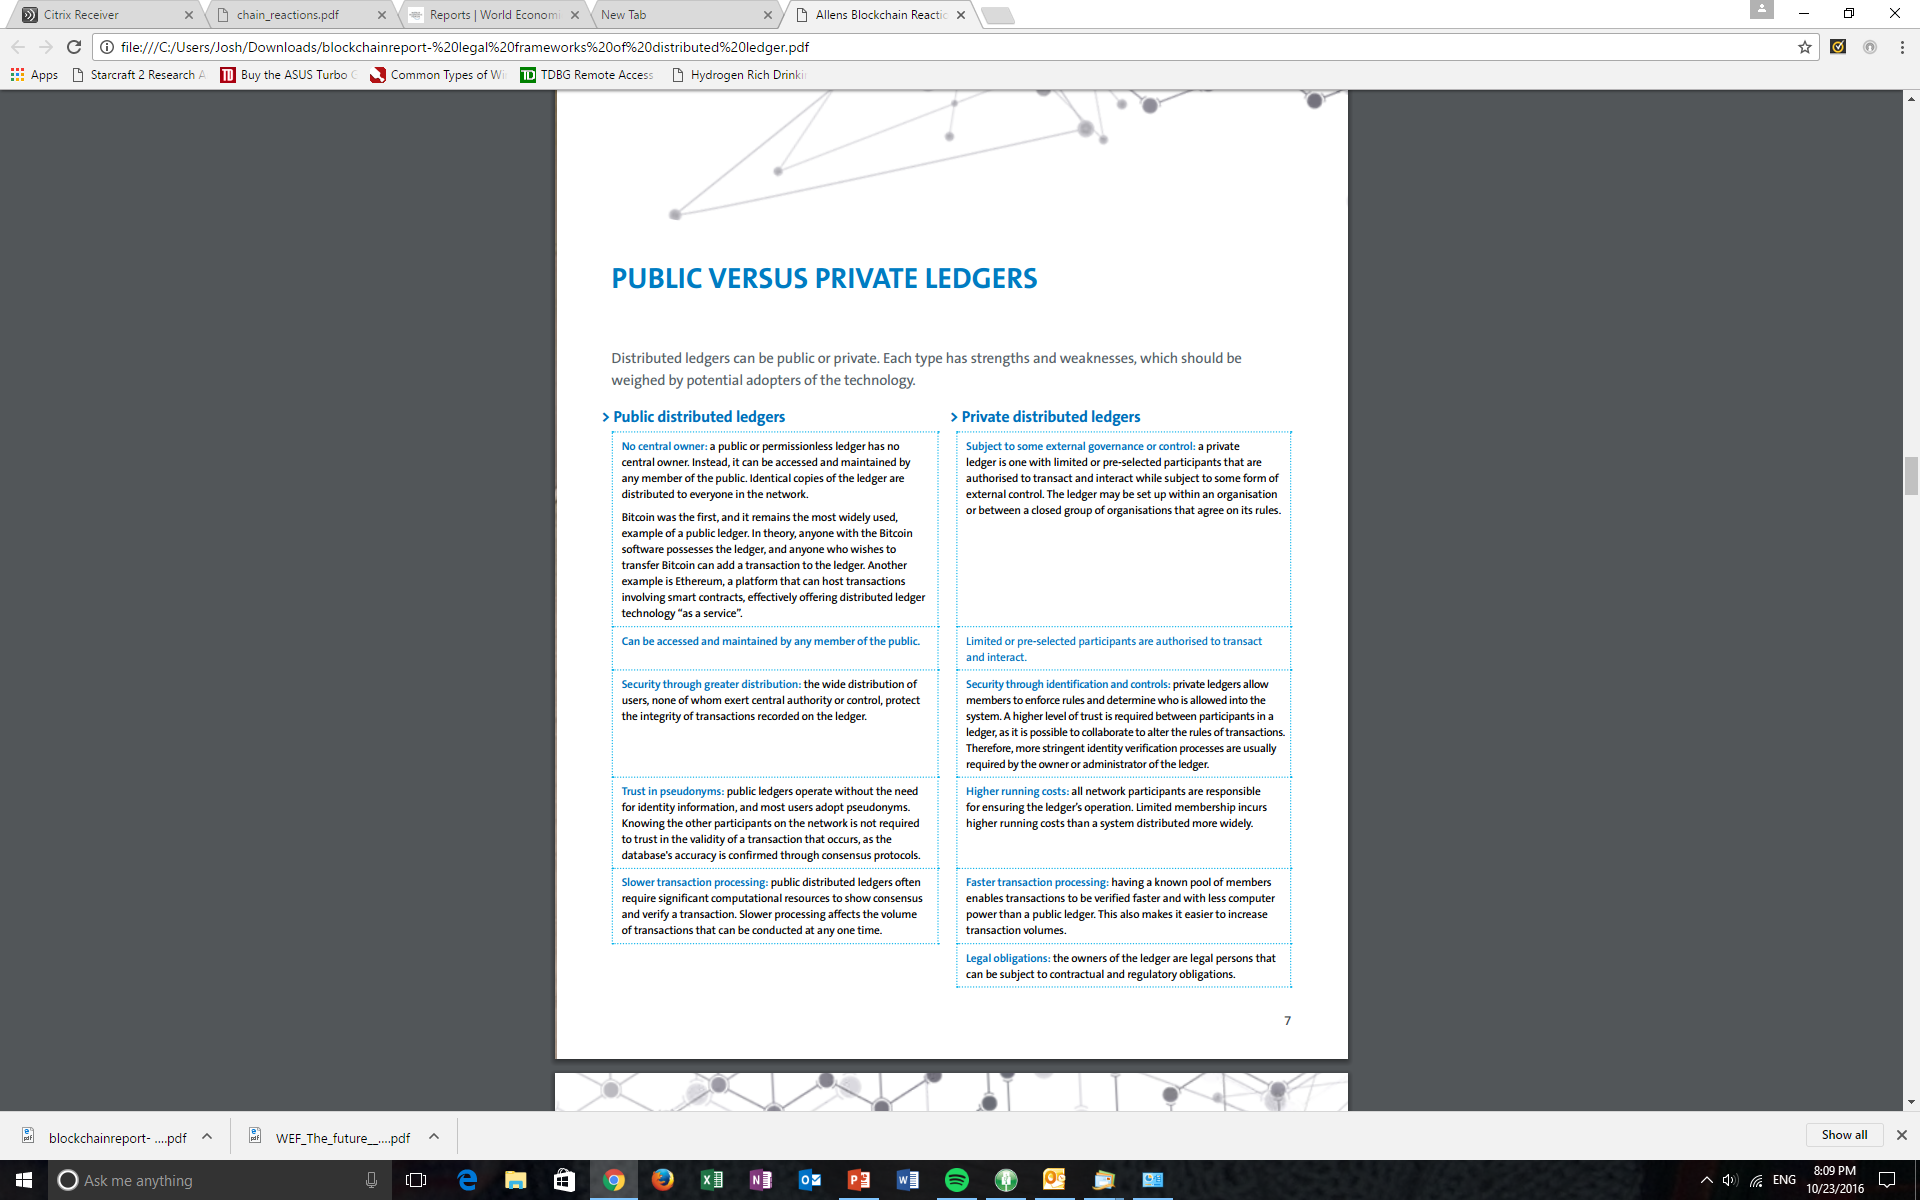 Citrix Receiver
chain_reactions.pdf
Reports | World Econom
New Tab
Allens Blockchain Reactio
file:///C:/Users/Josh/Downloads/blockchainreport-%20legal%20frameworks%20of%20distributed%20ledger.pdf
Apps
Starcraft 2 Research A
Buy the ASUS Turbo G
Common Types of Wi
TDBG Remote Access
Hydrogen Rich Drinki
PUBLIC VERSUS PRIVATE LEDGERS
Distributed ledgers can be public or private. Each type has strengths and weaknesses, which should be
weighed by potential adopters of the technology.
> Public distributed ledgers
No central owner: a public or permissionless ledger has no
central owner. Instead, it can be accessed and maintained by
any member of the public. Identical copies of the ledger are
distributed to everyone in the network.
Bitcoin was the first, and it remains the most widely used,
example of a public ledger. In theory, anyone with the Bitcoin
software possesses the ledger, and anyone who wishes to
transfer Bitcoin can add a transaction to the ledger. Another
example is Ethereum, a platform that can host transactions
involving smart contracts, effectively offering distributed ledger
technology “as a service”.
Can be accessed and maintained by any member of the public.
Security through greater distribution: the wide distribution of
users, none of whom exert central authority or control, protect
the integrity of transactions recorded on the ledger.
Trust in pseudonyms: public ledgers operate without the need
for identity information, and most users adopt pseudonyms.
Knowing the other participants on the network is not required
to trust in the validity of a transaction that occurs, as the
database's accuracy is confirmed through consensus protocols.
Slower transaction processing: public distributed ledgers often
require significant computational resources to show consensus
and verify a transaction. Slower processing affects the volume
of transactions that can be conducted at any one time.
> Private distributed ledgers
Subject to some external governance or control: a private
ledger is one with limited or pre-selected participants that are
authorised to transact and interact while subject to some form of
external control. The ledger may be set up within an organisation
or between a closed group of organisations that agree on its rules.
Limited or pre-selected participants are authorised to transact
and interact.
Security through identification and controls: private ledgers allow
members to enforce rules and determine who is allowed into the
system. A higher level of trust is required between participants in a
ledger, as it is possible to collaborate to alter the rules of transactions.
Therefore, more stringent identity verification processes are usually
required by the owner or administrator of the ledger.
Higher running costs: all network participants are responsible
for ensuring the ledger's operation. Limited membership incurs
higher running costs than a system distributed more widely.
Faster transaction processing: having a known pool of members
enables transactions to be verified faster and with less computer
power than a public ledger. This also makes it easier to increase
transaction volumes.
Legal obligations: the owners of the ledger are legal persons that
can be subject to contractual and regulatory obligations.
7
blockchainreport- ....pdf
WEF_The_future__....pdf
Show all
Ask me anything
ENG
8:09 PM
10/23/2016